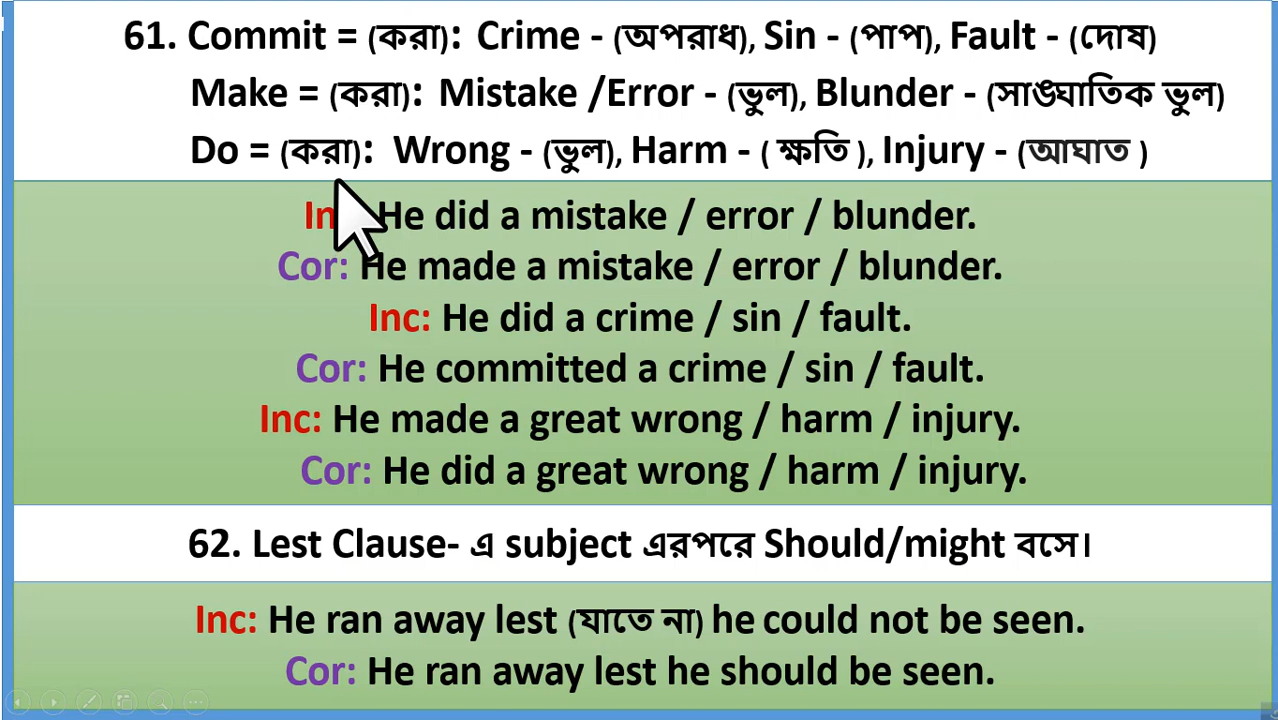 61. Commit = (করা): Crime - (অপরাধ), Sin - (পাপ), Fault - (দোষ)
Make = (করা): Mistake /Error - (ভুল), Blunder - (সাঙ্ঘাতিক ভুল)
Do = (করা): Wrong - (ভুল), Harm - ( ক্ষতি ), Injury - (আঘাত )
He did a mistake / error / blunder.
Cor: He made a mistake / error / blunder.
Inc: He did a crime / sin / fault.
Cor: He committed a crime / sin / fault.
Inc: He made a great wrong / harm / injury.
Cor: He did a great wrong / harm / injury.
62. Lest Clause- এ subject এরপরে Should/might বসে।
Inc: He ran away lest (যাতে না) he could not be seen.
Cor: He ran away lest he should be seen.